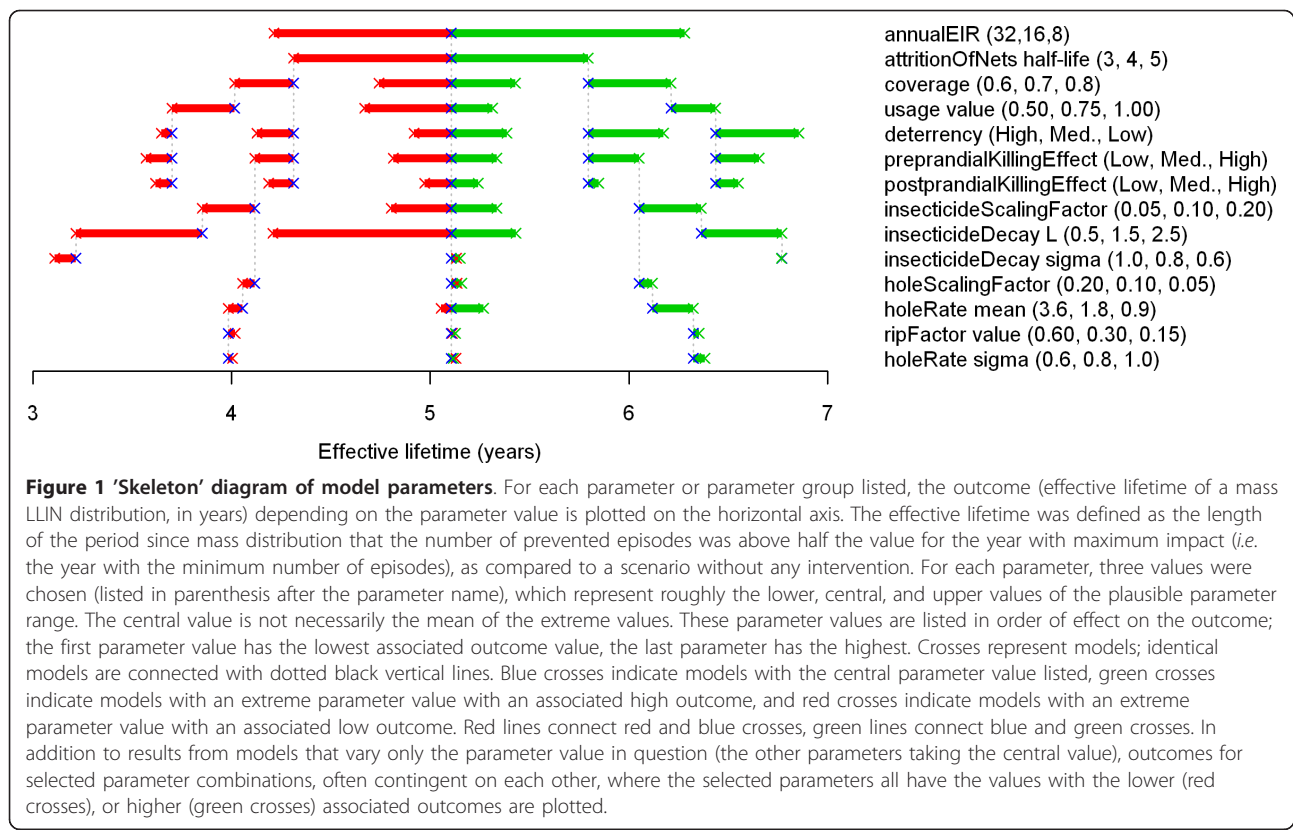 annualEIR (32,16,8)
attritionOfNets half-life (3, 4, 5)
coverage (0.6, 0.7, 0.8)
usage value (0.50, 0.75, 1.00)
deterrency (High, Med., Low)
preprandialKillingEffect (Low, Med., High)
postprandialKillingEffect (Low, Med., High)
insecticideScalingFactor (0.05, 0.10, 0.20)
insecticideDecay L (0.5, 1.5, 2.5)
insecticideDecay sigma (1.0, 0.8, 0.6)
holeScalingFactor (0.20, 0.10, 0.05)
holeRate mean (3.6, 1.8, 0.9)
ripFactor value (0.60, 0.30, 0.15)
holeRate sigma (0.6, 0.8, 1.0)
3 4 5 6 7
Effective lifetime (years)
Figure 1 'Skeleton' diagram of model parameters. For each parameter or parameter group listed, the outcome (effective lifetime of a mass
LLIN distribution, in years) depending on the parameter value is plotted on the horizontal axis. The effective lifetime was defined as the length
of the period since mass distribution that the number of prevented episodes was above half the value for the year with maximum impact (i.e.
the year with the minimum number of episodes), as compared to a scenario without any intervention. For each parameter, three values were
chosen (listed in parenthesis after the parameter name), which represent roughly the lower, central, and upper values of the plausible parameter
range. The central value is not necessarily the mean of the extreme values. These parameter values are listed in order of effect on the outcome;
the first parameter value has the lowest associated outcome value, the last parameter has the highest. Crosses represent models; identical
models are connected with dotted black vertical lines. Blue crosses indicate models with the central parameter value listed, green crosses
indicate models with an extreme parameter value with an associated high outcome, and red crosses indicate models with an extreme
parameter value with an associated low outcome. Red lines connect red and blue crosses, green lines connect blue and green crosses. In
addition to results from models that vary only the parameter value in question (the other parameters taking the central value), outcomes for
selected parameter combinations, often contingent on each other, where the selected parameters all have the values with the lower (red
crosses), or higher (green crosses) associated outcomes are plotted.